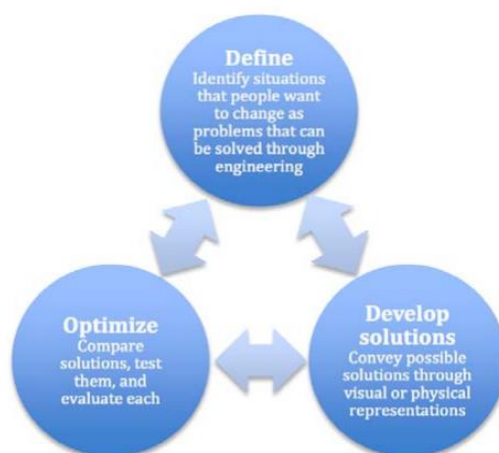 Define
Identify situations
that people want
to change as
problems that can
be solved through
engineering
Optimize
Compare
solutions, test
them, and
evaluate each
Develop
solutions
Convey possible
solutions through
visual or physical
representations